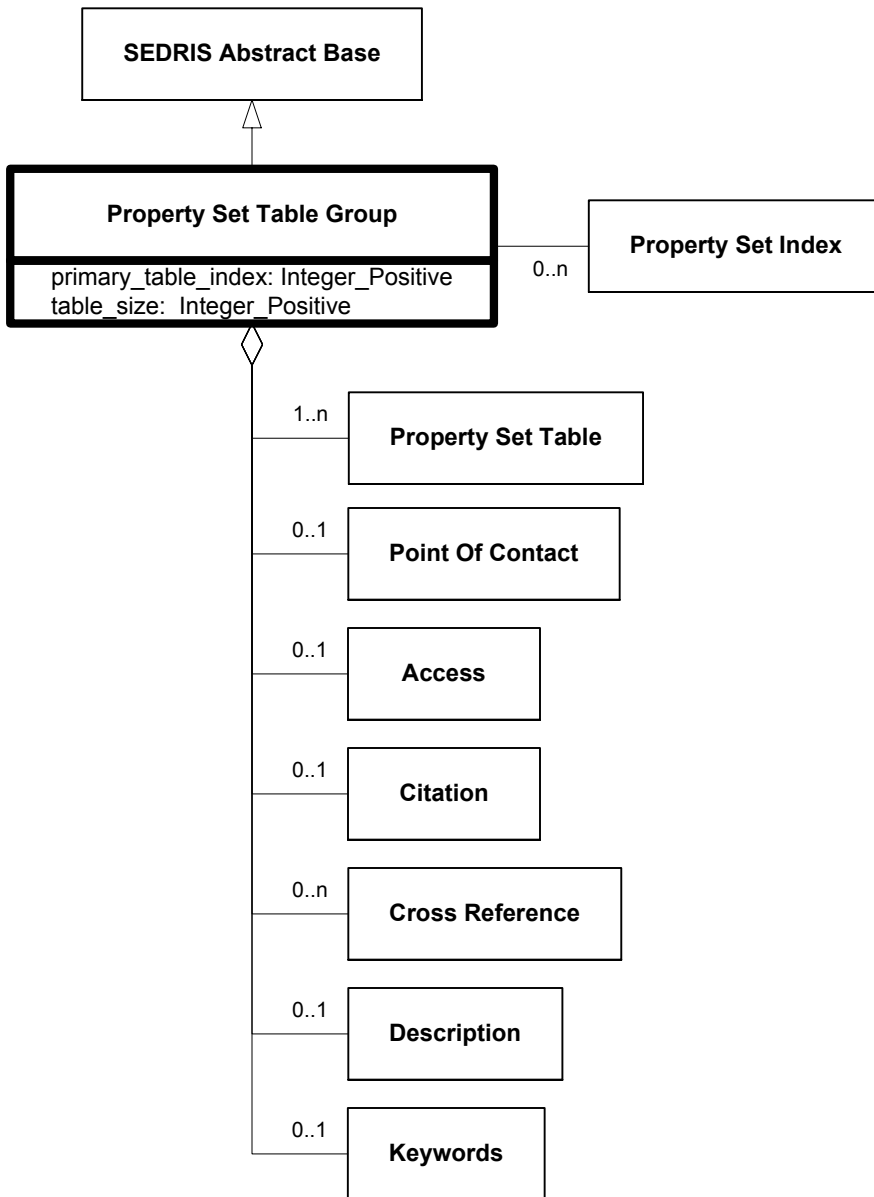 SEDRIS Abstract Base
Property Set Table Group
primary_table_index: Integer_Positive
table_size:  Integer_Positive
Property Set Index
0..n
1..n
Property Set Table
0..1
Point Of Contact
0..1
Access
0..1
Citation
0..n
Cross Reference
0..1
Description
0..1
Keywords